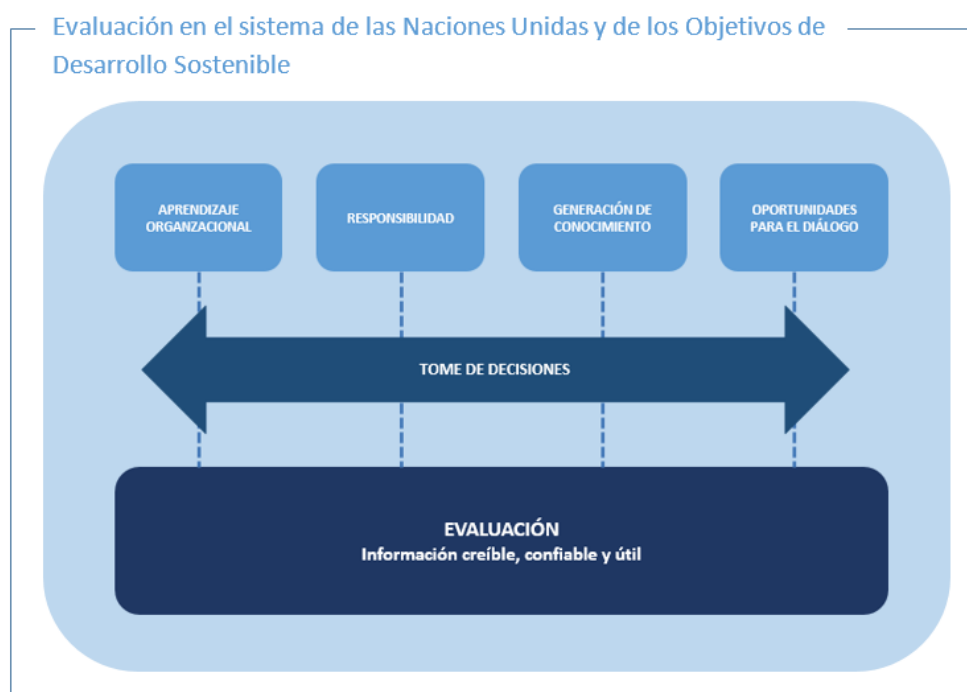 Evaluación en el sistema de las Naciones Unidas y de los Objetivos de
Desarrollo Sostenible
APRENDIZAJE
ORGANZACIONAL
RESPONSIBILIDAD
GENERACIÓN DE
CONOCIMIENTO
OPORTUNIDADES
PARA EL DIÁLOGO
TOME DE DECISIONES
EVALUACIÓN
Información creíble, confiable y útil